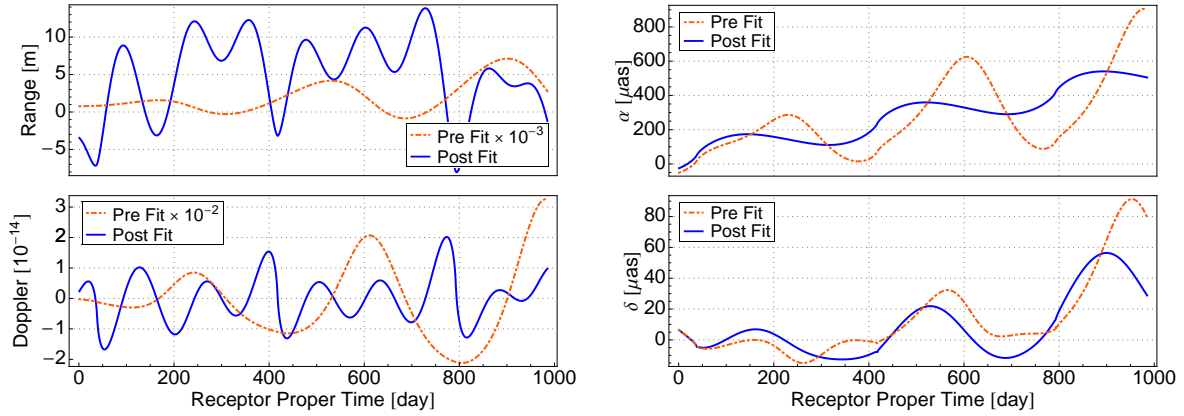 Range [m]
10
5
0
−5
Pre Fit × 10−3
Post Fit
Doppler [10−14]
3
2
1
0
−1
−2
Pre Fit × 10−2
Post Fit
0 200 400 600 800 1000
Receptor Proper Time [day]
α [μas]
800
600
400
200
0
Pre Fit
Post Fit
δ [μas]
80
60
40
20
0
Pre Fit
Post Fit
0 200 400 600 800 1000
Receptor Proper Time [day]